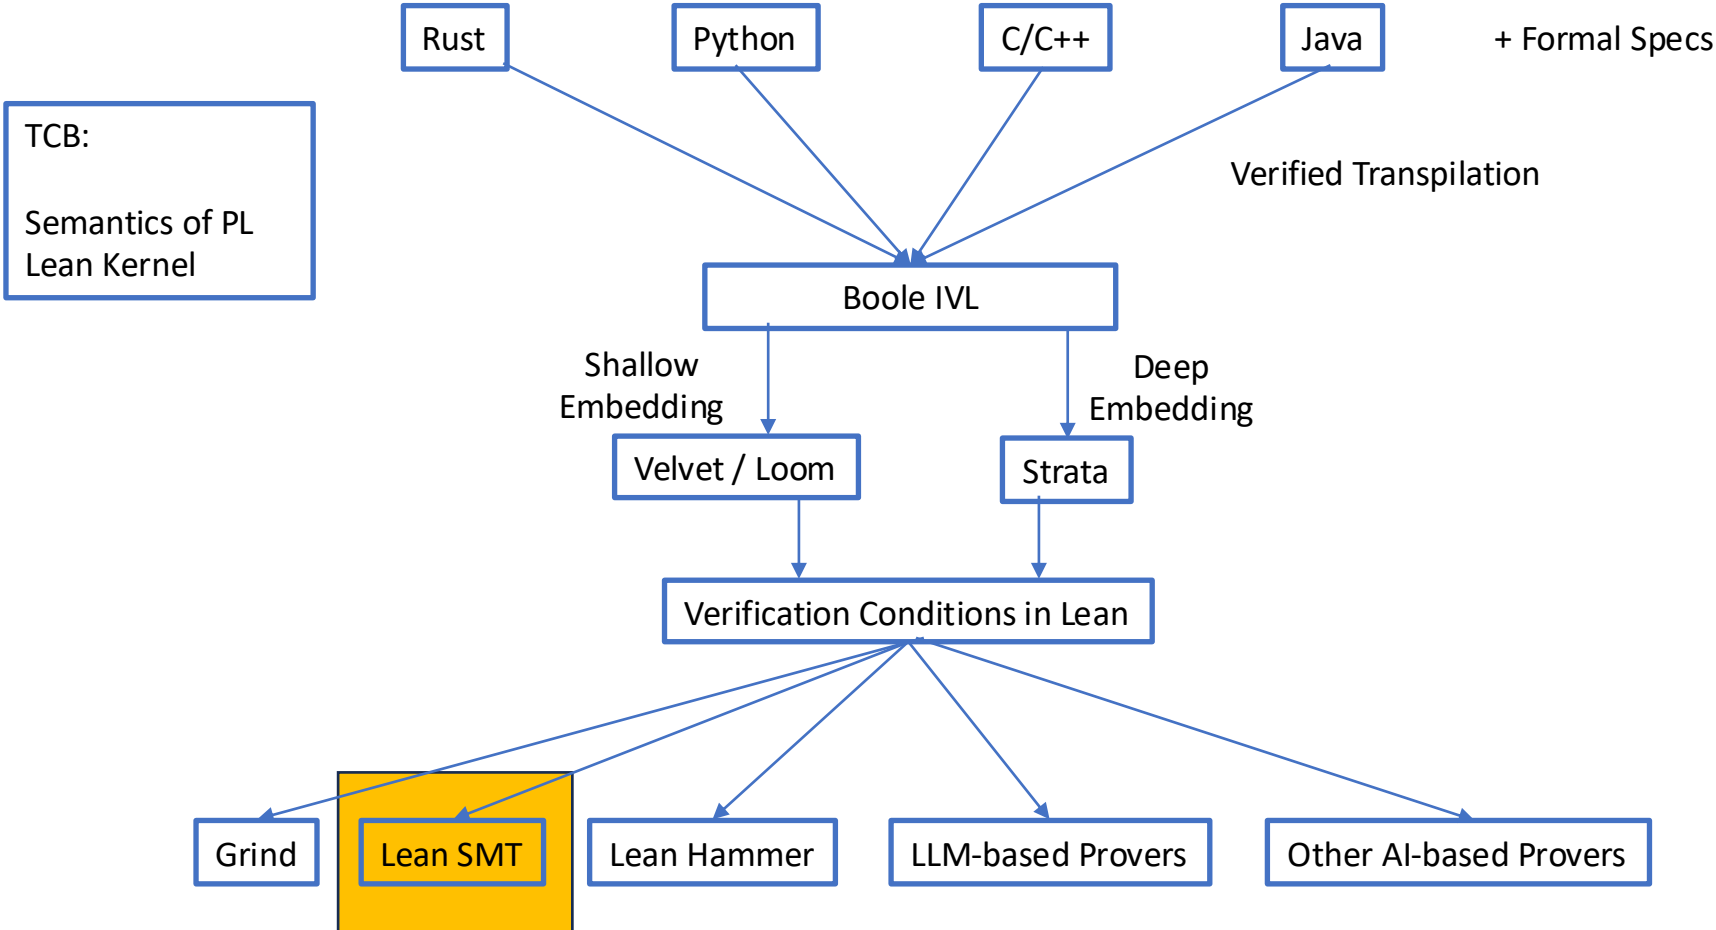 Rust
Python
C/C++
Java
+ Formal Specs
TCB:
Semantics of PL
Lean Kernel
Verified Transpilation
Boole IVL
Shallow
Embedding
Deep
Embedding
Velvet / Loom
Strata
Verification Conditions in Lean
Grind
Lean SMT
Lean Hammer
LLM-based Provers
Other AI-based Provers